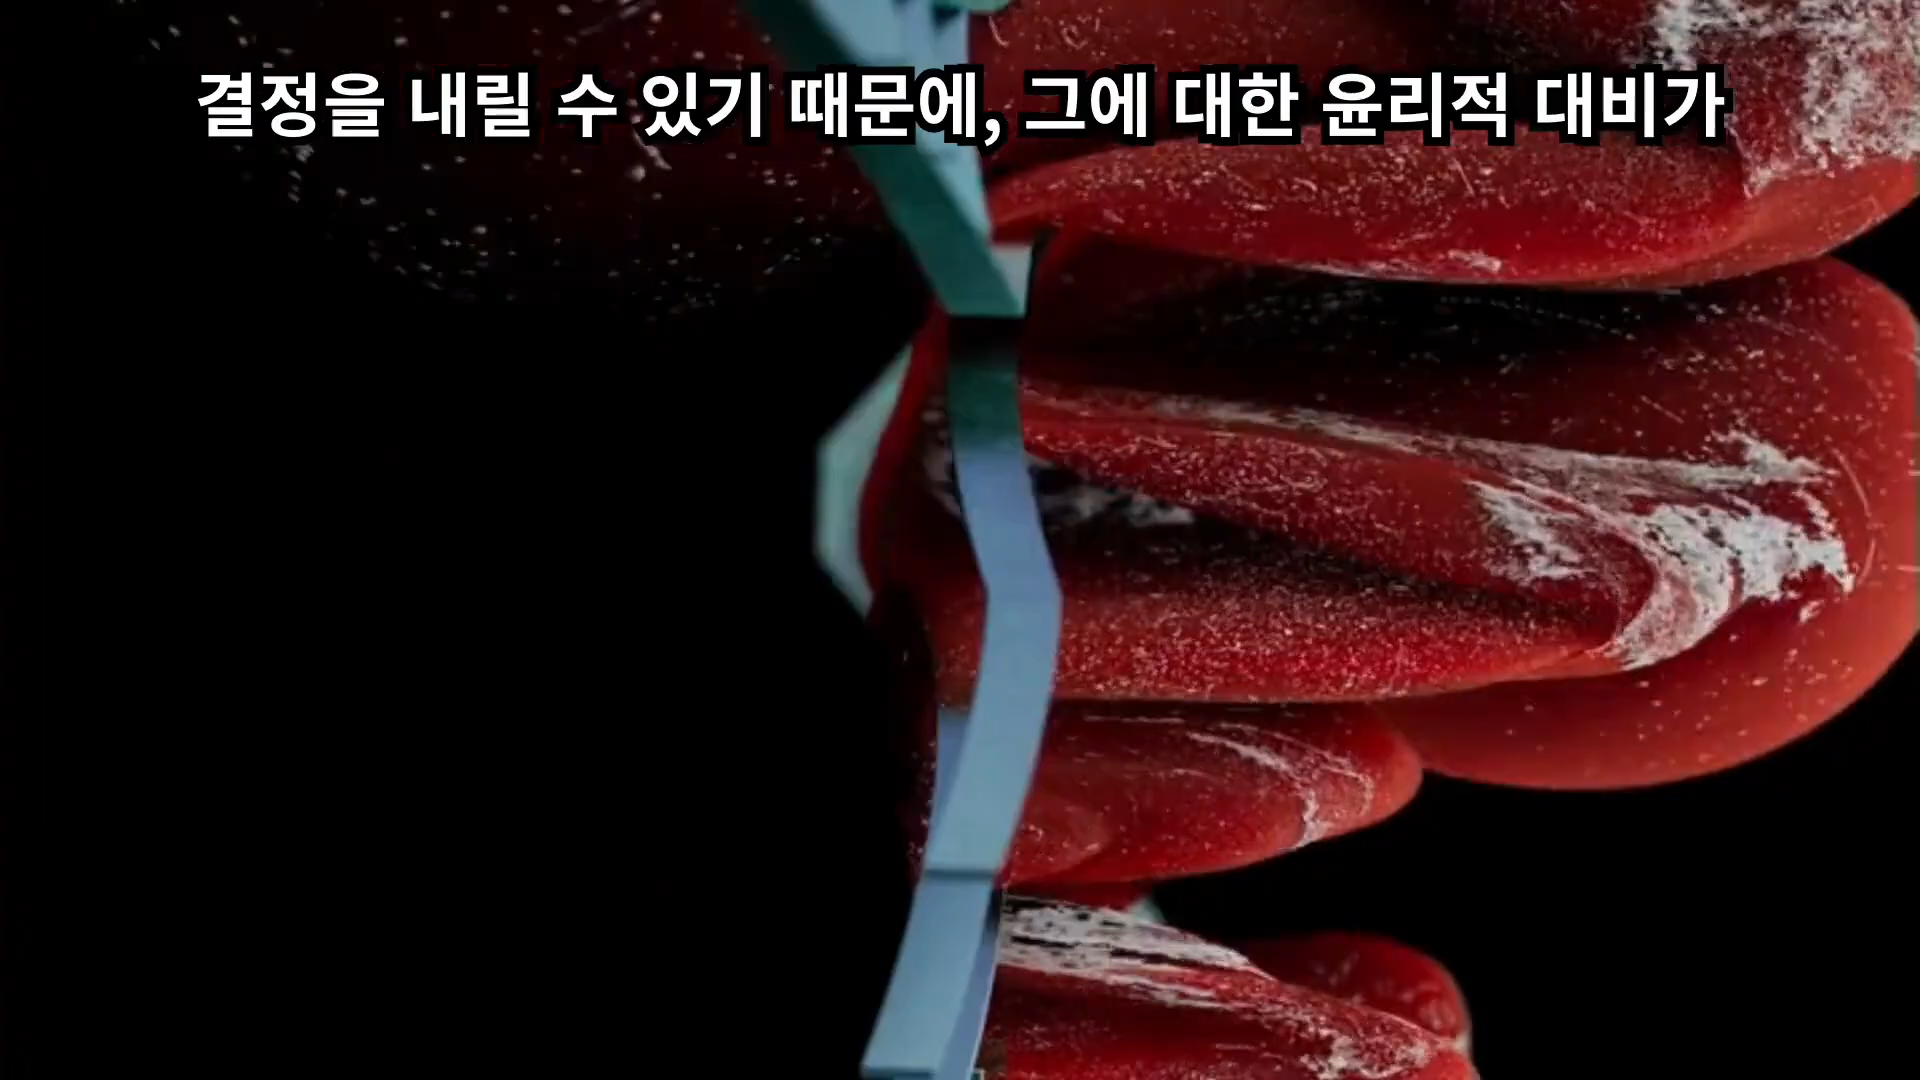 결정을 내릴 수 있기 때문에, 그에 대한 윤리적 대비가